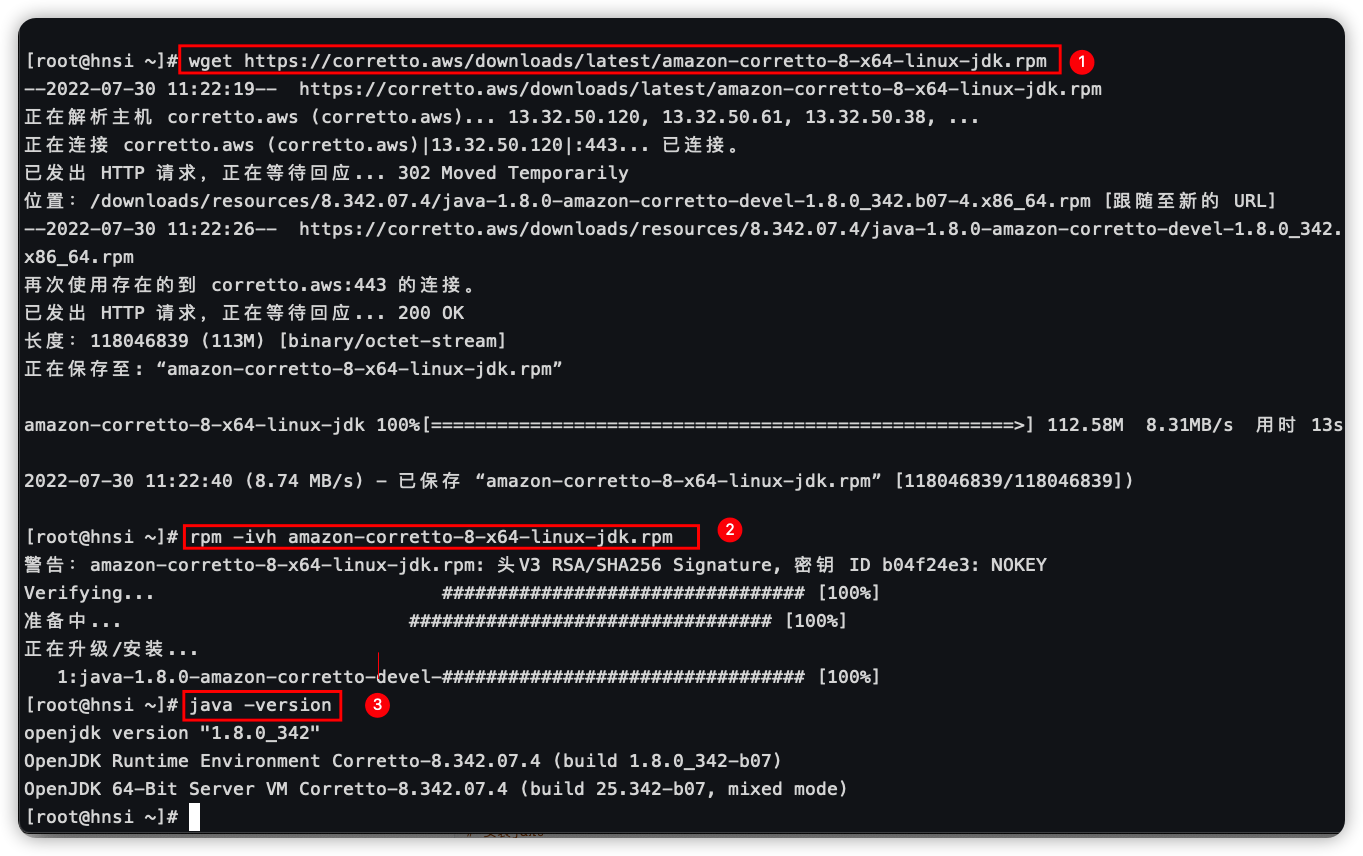 [root@hnsi ~]# wget https://corretto.aws/downloads/latest/amazon-corretto-8-x64-linux-jdk.rpm 1
--2022-07-30 11:22:19--  https://corretto.aws/downloads/latest/amazon-corretto-8-x64-linux-jdk.rpm
正在解析主机 corretto.aws (corretto.aws)... 13.32.50.120, 13.32.50.61, 13.32.50.38, ...
正在连接 corretto.aws (corretto.aws)|13.32.50.120|:443... 已连接。
已发出 HTTP 请求，正在等待回应... 302 Moved Temporarily
位置：/downloads/resources/8.342.07.4/java-1.8.0-amazon-corretto-devel-1.8.0_342.b07-4.x86_64.rpm [跟随至新的 URL]
--2022-07-30 11:22:26--  https://corretto.aws/downloads/resources/8.342.07.4/java-1.8.0-amazon-corretto-devel-1.8.0_342.
x86_64.rpm
再次使用存在的到 corretto.aws:443 的连接。
已发出 HTTP 请求，正在等待回应... 200 OK
长度：118046839 (113M) [binary/octet-stream]
正在保存至: “amazon-corretto-8-x64-linux-jdk.rpm”
amazon-corretto-8-x64-linux-jdk 100%[=====================================================>] 112.58M  8.31MB/s  用时 13s
2022-07-30 11:22:40 (8.74 MB/s) - 已保存 “amazon-corretto-8-x64-linux-jdk.rpm” [118046839/118046839])
[root@hnsi ~]# rpm -ivh amazon-corretto-8-x64-linux-jdk.rpm 2
警告：amazon-corretto-8-x64-linux-jdk.rpm: 头V3 RSA/SHA256 Signature, 密钥 ID b04f24e3: NOKEY
Verifying...                          ################################# [100%]
准备中...                          ################################# [100%]
正在升级/安装...
   1:java-1.8.0-amazon-corretto-devel-################################# [100%]
[root@hnsi ~]# java -version 3
openjdk version "1.8.0_342"
OpenJDK Runtime Environment Corretto-8.342.07.4 (build 1.8.0_342-b07)
OpenJDK 64-Bit Server VM Corretto-8.342.07.4 (build 25.342-b07, mixed mode)
[root@hnsi ~]#